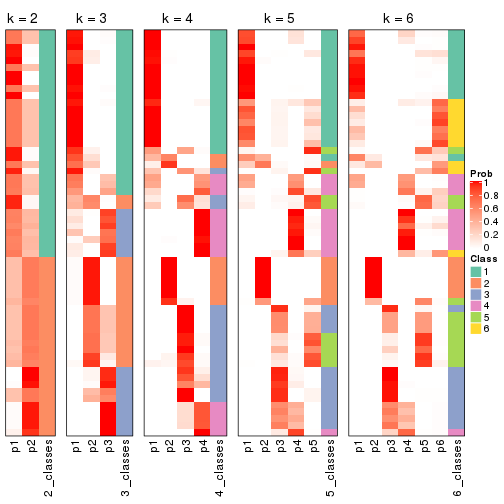 k = 2
k = 3
k = 4
k = 5
k = 6
p1
p2
2_classes
p1
p2
p3
3_classes
p1
p2
p3
p4
4_classes
p1
p2
p3
p4
p5
5_classes
p1
p2
p3
p4
p5
p6
6_classes
Prob
1
0.8
0.6
0.4
0.2
0
Class
1
2
3
4
5
6